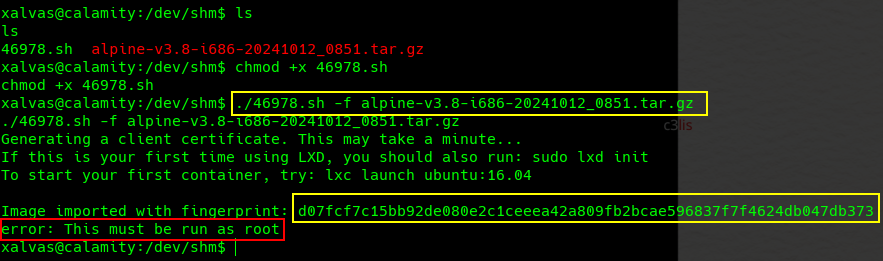 xalvas@calamity:/dev/shm$ ls
ls
46978.sh  alpine-v3.8-i686-20241012_0851.tar.gz
xalvas@calamity:/dev/shm$ chmod +x 46978.sh
chmod +x 46978.sh
xalvas@calamity:/dev/shm$ ./46978.sh -f alpine-v3.8-i686-20241012_0851.tar.gz
./46978.sh -f alpine-v3.8-i686-20241012_0851.tar.gz
c3lis
Generating a client certificate. This may take a minute...
If this is your first time using LXD, you should also run: sudo lxd init
To start your first container, try: lxc launch ubuntu:16.04
Image imported with fingerprint: d07fcf7c15bb92de080e2c1ceeea42a809fb2bcae596837f7f4624db047db373
error: This must be run as root
xalvas@calamity:/dev/shm$